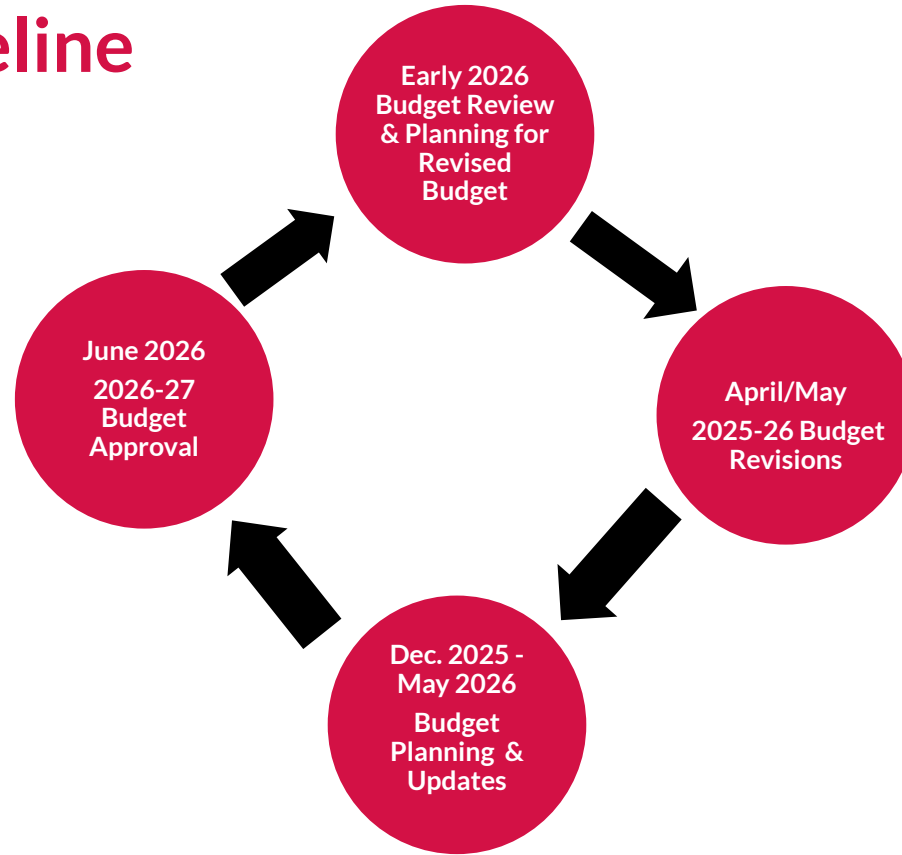 eline
Early 2026
Budget Review
& Planning for
Revised
Budget
April/May
2025-26 Budget
Revisions
Dec. 2025 -
May 2026
Budget
Planning &
Updates
June 2026
2026-27
Budget
Approval